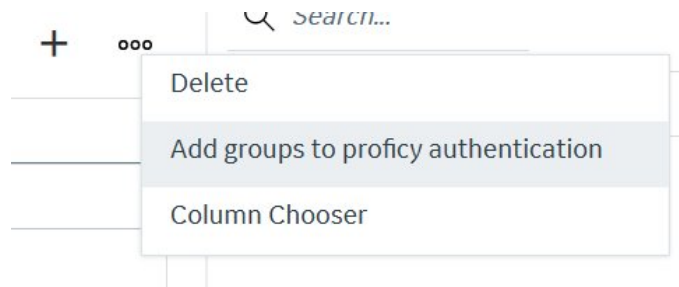 Search...
Delete
Add groups to proficy authentication
Column Chooser